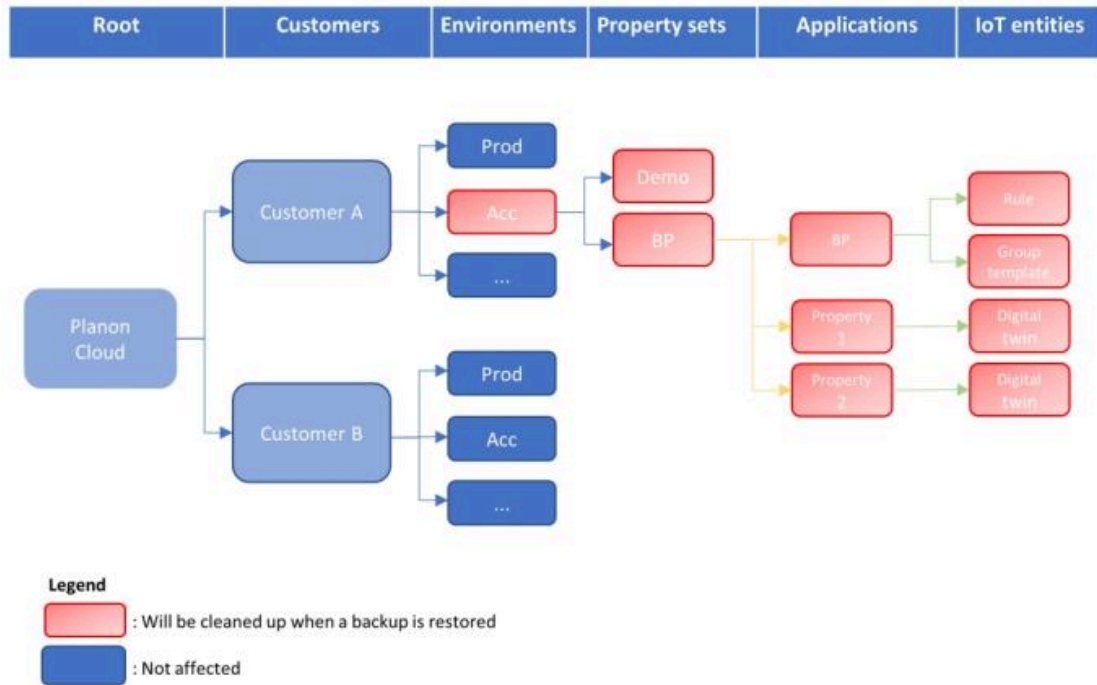 Root Customers Environments Property sets Applications IoT entities
Prod
Demo
Rule
Customer A
Acc
BP
BP
Group
template
...
Planon
Cloud
Property
1
Digital
twin
Prod
Property
2
Digital
twin
Customer B
Acc
...
Legend
: Will be cleaned up when a backup is restored
: Not affected